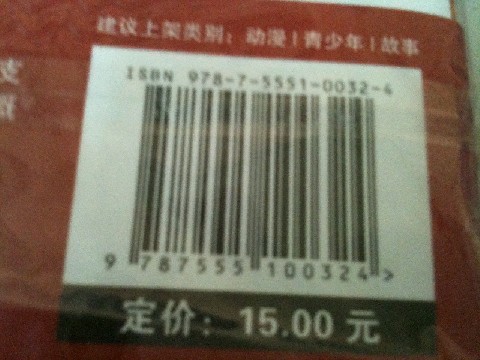 建议上架类别：动漫|青少年|故事
ISBN 978-7-5551-0032-4
9 787555 100324 >
定价：15.00元